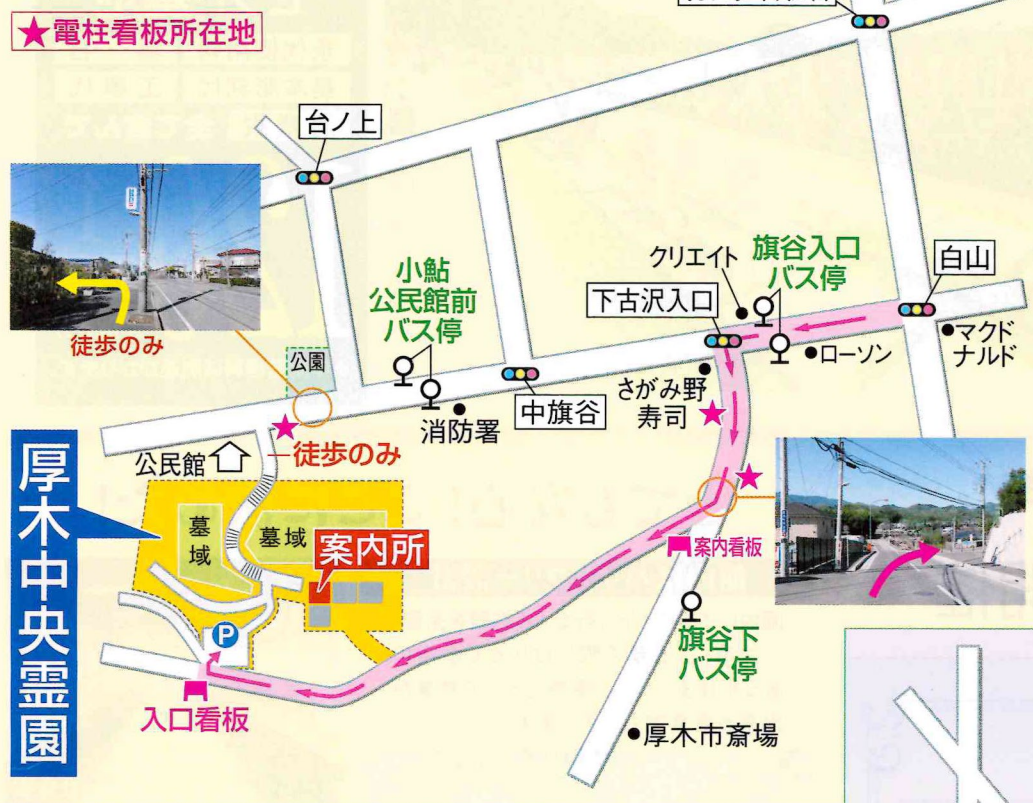 ★電柱看板所在地
台ノ上
徒歩のみ
小鮎
公民館前
バス停
公園
消防署
中旗谷
下古沢入口
クリエイト
旗谷入口
バス停
白山
マクド
ナルド
ローソン
さがみ野
寿司
公民館
徒歩のみ
厚木中央霊園
墓域
墓域
案内所
P
入口看板
案内看板
旗谷下
バス停
厚木市斎場